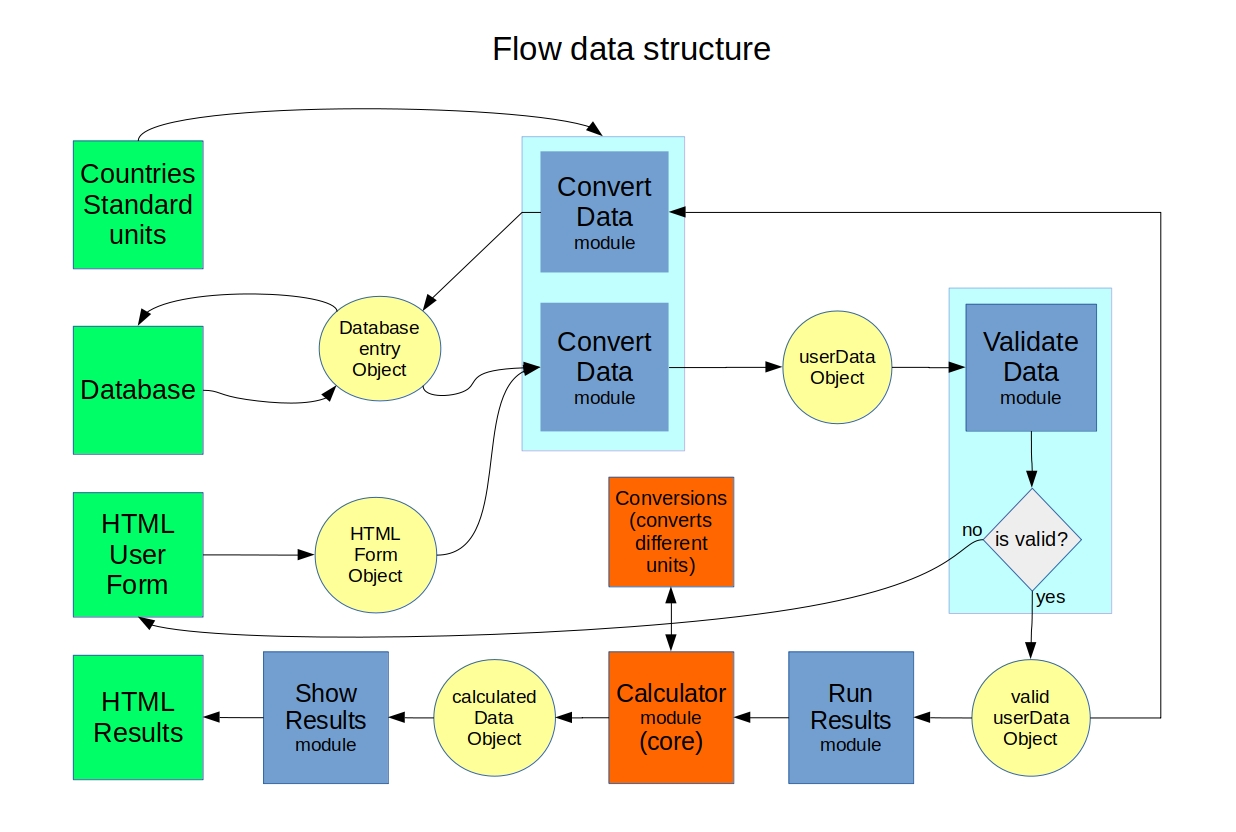 Flow data structure
Countries
Standard
units
Convert
Data
module
Database
entry
Object
Database
Convert
Data
module
userData
Object
Validate
Data
module
HTML
User
Form
HTML
Form
Object
Conversions
(converts
different
units)
no
is valid?
yes
HTML
Results
Show
Results
module
calculated
Data
Object
Calculator
module
(core)
Run
Results
module
valid
userData
Object